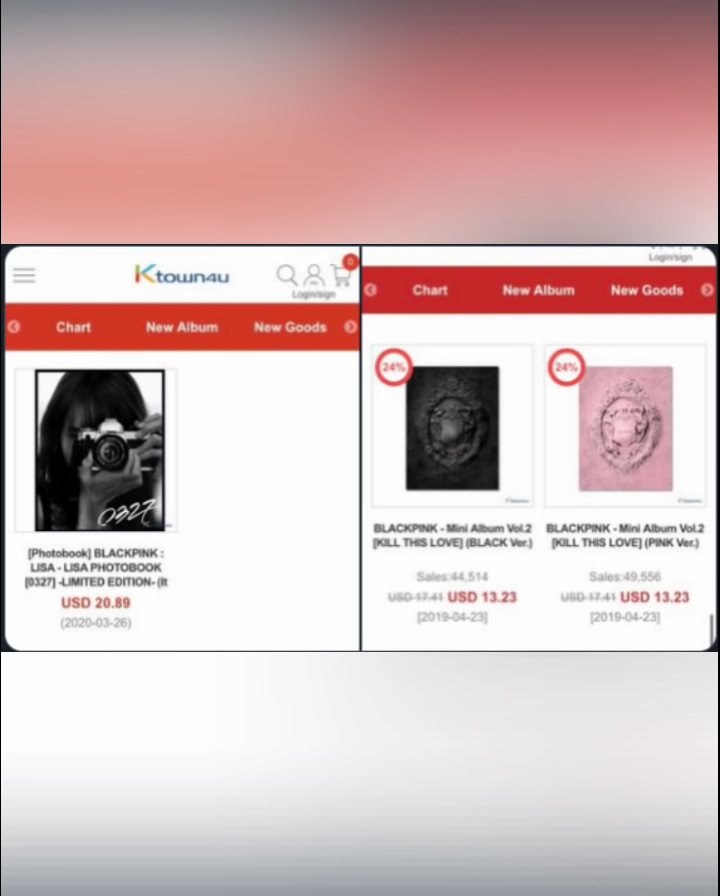 Ktown4u
0
Login/sign
Chart New Album New Goods
0327
[Photobook] BLACKPINK :
LISA - LISA PHOTOBOOK
[0327] -LIMITED EDITION- (It
USD 20.89
(2020-03-26)
Login/sign
Chart New Album New Goods
24%
BLACKPINK - Mini Album Vol.2
[KILL THIS LOVE] (BLACK Ver.)
Sales:44,514
USD 17.41 USD 13.23
[2019-04-23]
24%
BLACKPINK - Mini Album Vol.2
[KILL THIS LOVE] (PINK Ver.)
Sales:49,556
USD 17.41 USD 13.23
[2019-04-23]